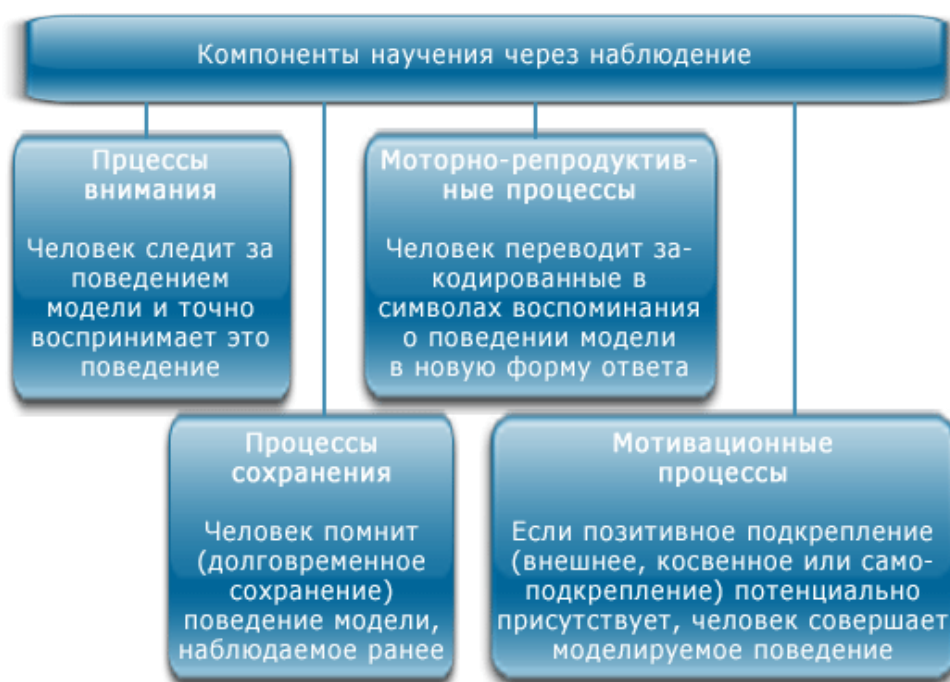 Компоненты научения через наблюдение
Прцессы
внимания
Человек следит за
поведением
модели и точно
воспринимает это
поведение
Моторно-репродуктив-
ные процессы
Человек переводит за-
кодированные в
символах воспоминания
о поведении модели
в новую форму ответа
Процессы
сохранения
Человек помнит
(долговременное
сохранение)
поведение модели,
наблюдаемое ранее
Мотивационные
процессы
Если позитивное подкрепление
(внешнее, косвенное или само-
подкрепление) потенциально
присутствует, человек совершает
моделируемое поведение